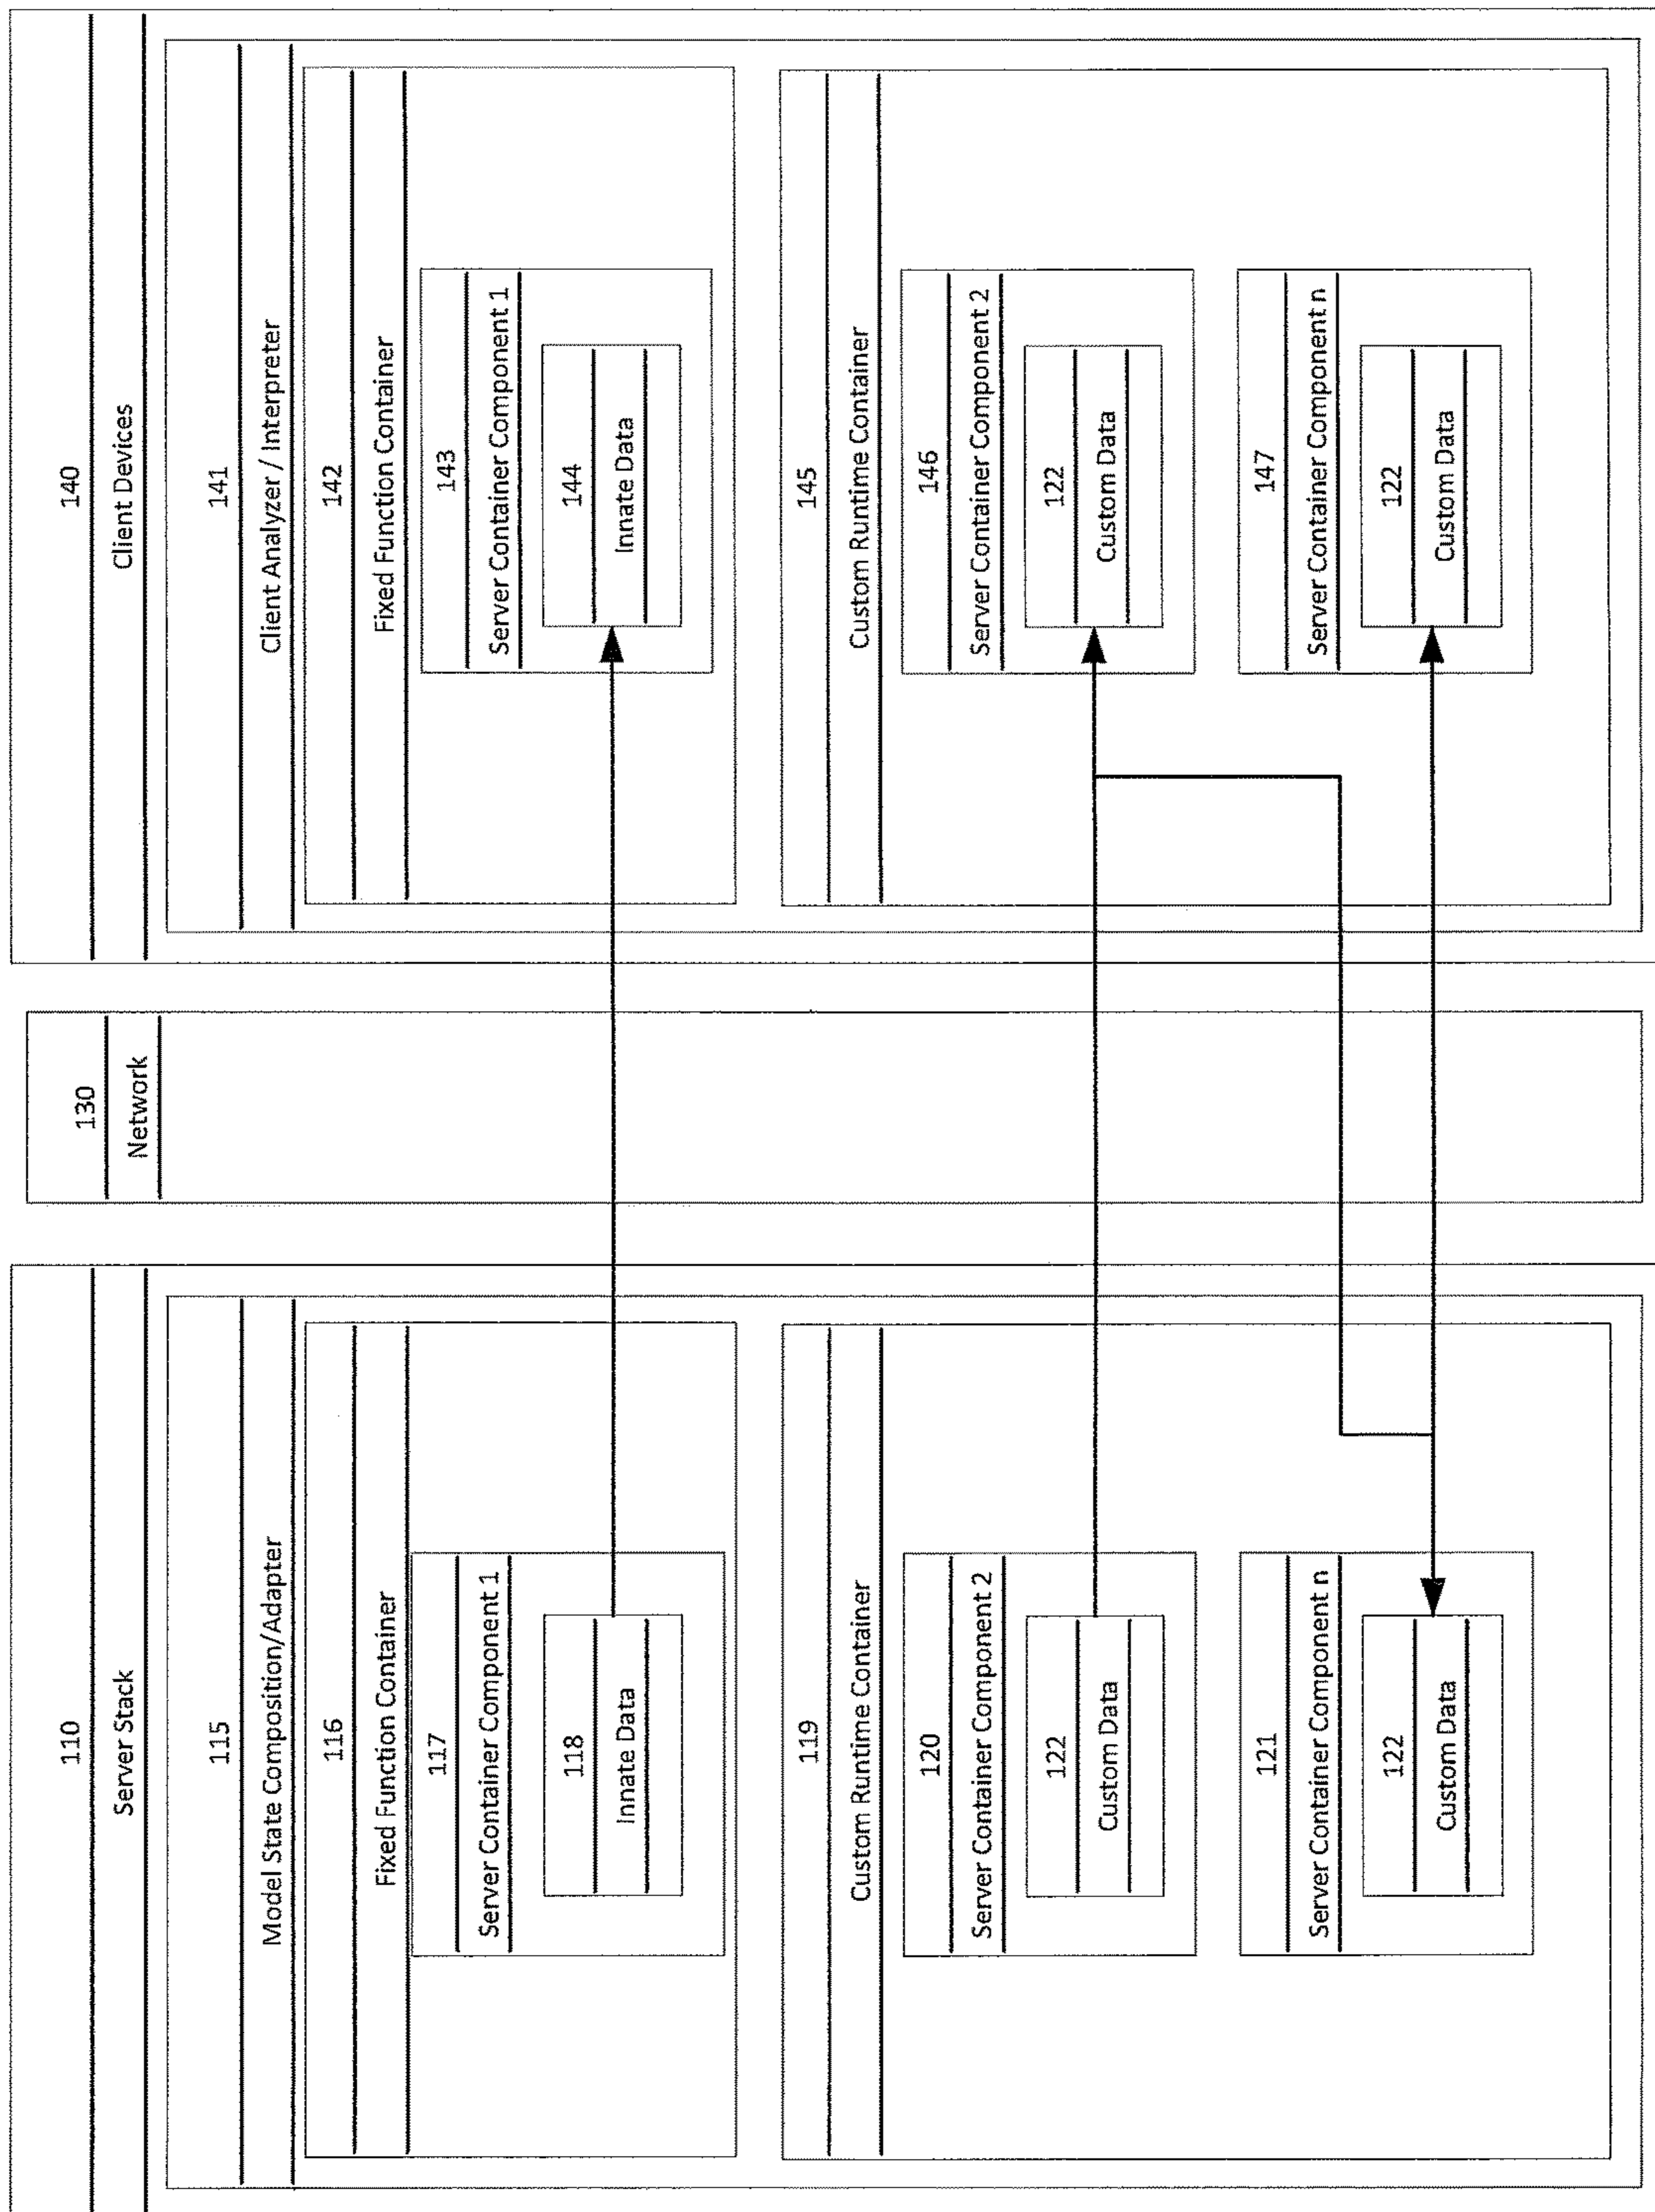 110
Server Stack
115
Model State Composition/Adapter
116
Fixed Function Container
117
Server Container Component 1
118
Innate Data
119
Custom Runtime Container
120
Server Container Component 2
122
Custom Data
121
Server Container Component n
122
Custom Data
130
Network
140
Client Devices
141
Client Analyzer / Interpreter
142
Fixed Function Container
143
Server Container Component 1
144
Innate Data
145
Custom Runtime Container
146
Server Container Component 2
122
Custom Data
147
Server Container Component n
122
Custom Data